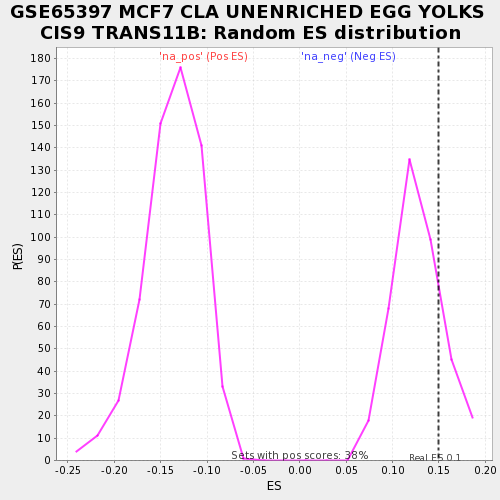 GSE65397 MCF7 CLA UNENRICHED EGG YOLKS
CIS9 TRANS11B: Random ES distribution
'na_pos' (Pos ES) 'na_neg' (Neg ES)
180
170
160
150
140
130
120
110
100
90
80
70
60
50
40
30
20
10
0
P(ES)
Sets with pos scores: 38%
Real ES 0.1
-0.25 -0.20 -0.15 -0.10 -0.05 0.00 0.05 0.10 0.15 0.20
ES